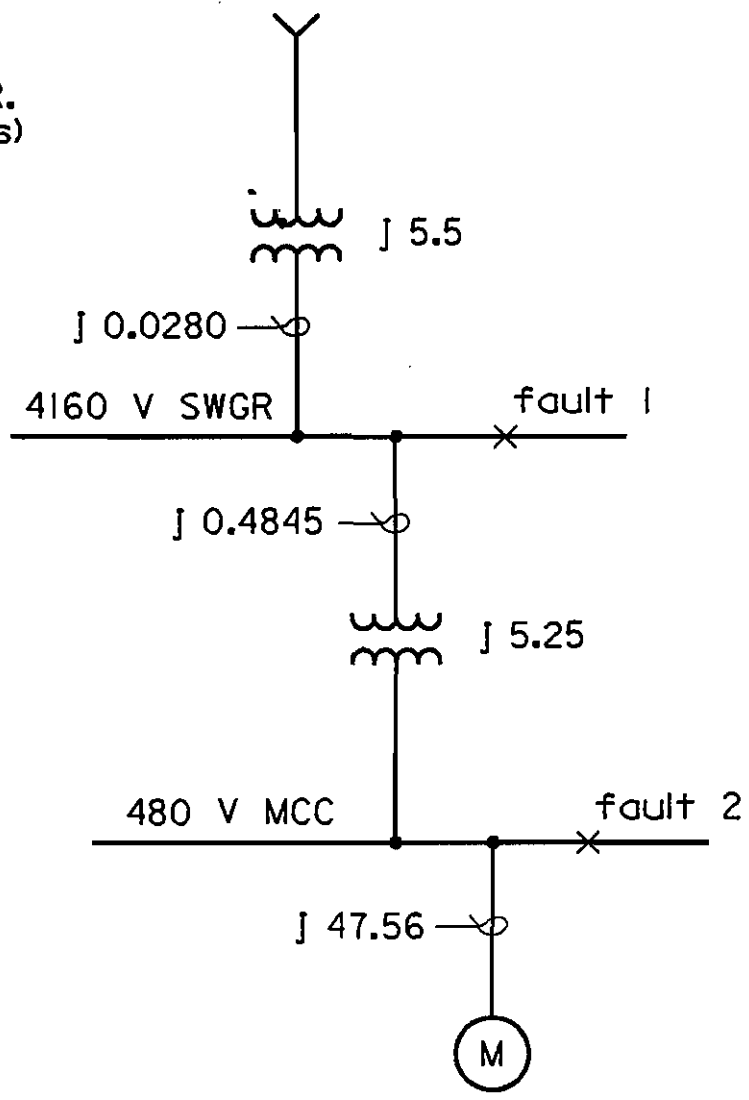 R.
s)
j 5.5
j 0.0280
4160 V SWGR
fault 1
j 0.4845
j 5.25
480 V MCC
fault 2
j 47.56
M